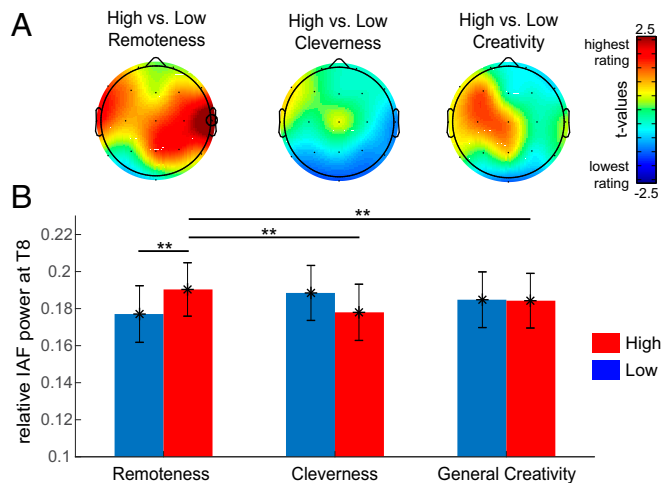 A
High vs. Low
Remoteness
High vs. Low
Cleverness
High vs. Low
Creativity
2.5
highest
rating
t-values
lowest
rating
-2.5
B
**
**
**
relative IAF power at T8
0.22
0.2
0.18
0.16
0.14
0.12
0.1
High
Low
Remoteness
Cleverness
General Creativity